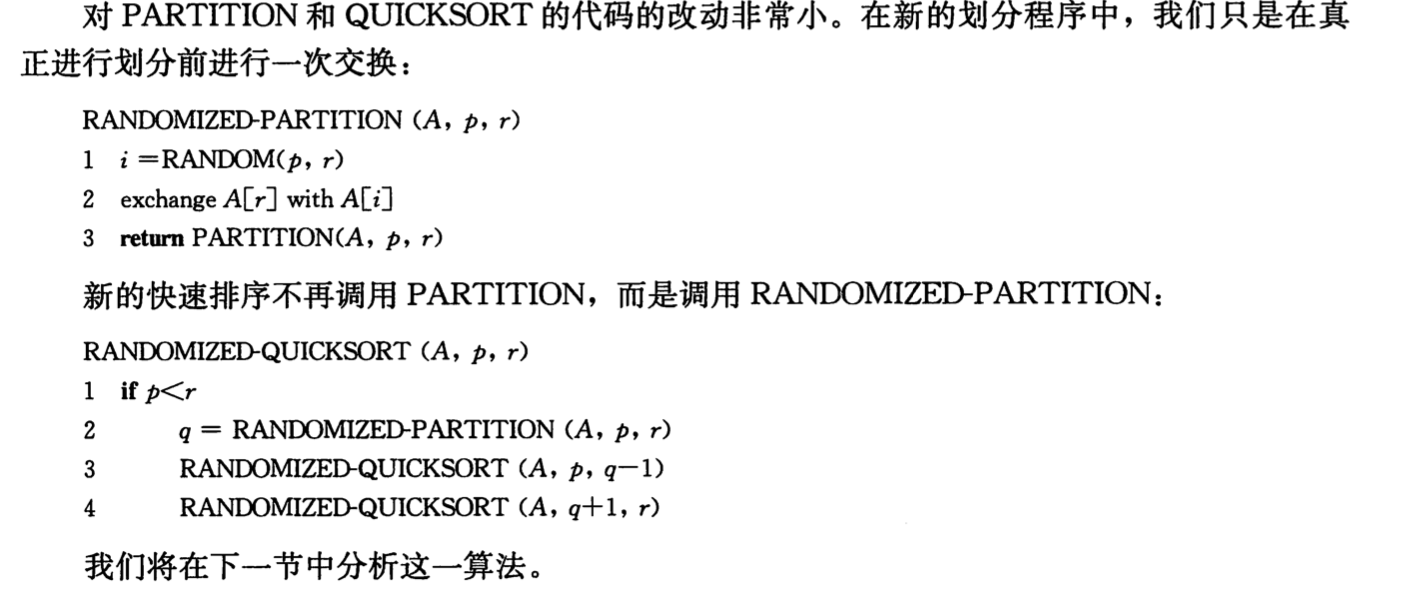 对 PARTITION 和 QUICKSORT 的代码的改动非常小。在新的划分程序中，我们只是在真
正进行划分前进行一次交换：
RANDOMIZED-PARTITION (A, p, r)
1 i =RANDOM(p, r)
2 exchange A[r] with A[i]
3 return PARTITION(A, p, r)
新的快速排序不再调用 PARTITION，而是调用 RANDOMIZED-PARTITION：
RANDOMIZED-QUICKSORT (A, p, r)
1 if p<r
2 q = RANDOMIZED-PARTITION (A, p, r)
3 RANDOMIZED-QUICKSORT (A, p, q−1)
4 RANDOMIZED-QUICKSORT (A, q+1, r)
我们将在下一节中分析这一算法。